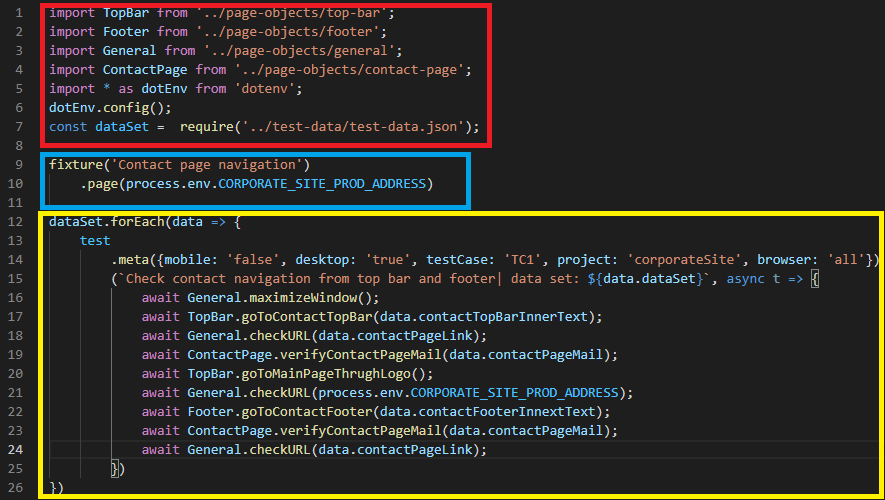 1 import TopBar from '../page-objects/top-bar';
2 import Footer from '../page-objects/footer';
3 import General from '../page-objects/general';
4 import ContactPage from '../page-objects/contact-page';
5 import * as dotEnv from 'dotenv';
6 dotEnv.config();
7 const dataSet =  require('../test-data/test-data.json');
8
9 fixture('Contact page navigation')
10     .page(process.env.CORPORATE_SITE_PROD_ADDRESS)
11
12 dataSet.forEach(data => {
13     test
14         .meta({mobile: 'false', desktop: 'true', testCase: 'TC1', project: 'corporateSite', browser: 'all'})
15         (`Check contact navigation from top bar and footer| data set: ${data.dataSet}`, async t => {
16             await General.maximizeWindow();
17             await TopBar.goToContactTopBar(data.contactTopBarInnerText);
18             await General.checkURL(data.contactPageLink);
19             await ContactPage.verifyContactPageMail(data.contactPageMail);
20             await TopBar.goToMainPageThrughLogo();
21             await General.checkURL(process.env.CORPORATE_SITE_PROD_ADDRESS);
22             await Footer.goToContactFooter(data.contactFooterInnextText);
23             await ContactPage.verifyContactPageMail(data.contactPageMail);
24             await General.checkURL(data.contactPageLink);
25         })
26 })